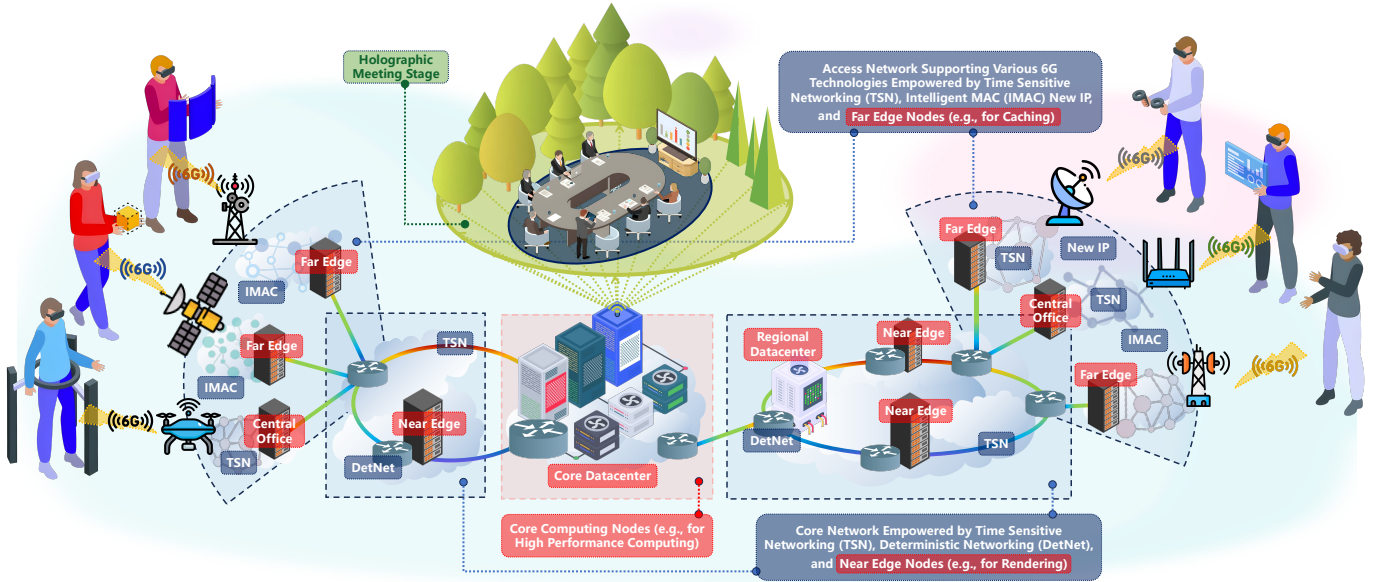 Holographic
Meeting Stage
Access Network Supporting Various 6G
Technologies Empowered by Time Sensitive
Networking (TSN), Intelligent MAC (IMAC) New IP,
and Far Edge Nodes (e.g., for Caching)
((6G))
((6G))
((6G))
((6G))
((6G))
((6G))
Far Edge
IMAC
Far Edge
IMAC
Central
Office
TSN
TSN
Near Edge
DetNet
Core Datacenter
Core Computing Nodes (e.g., for
High Performance Computing)
Regional
Datacenter
Near Edge
Near Edge
DetNet
TSN
Far Edge
TSN
New IP
Central
Office
TSN
IMAC
Far Edge
Core Network Empowered by Time Sensitive
Networking (TSN), Deterministic Networking (DetNet),
and Near Edge Nodes (e.g., for Rendering)